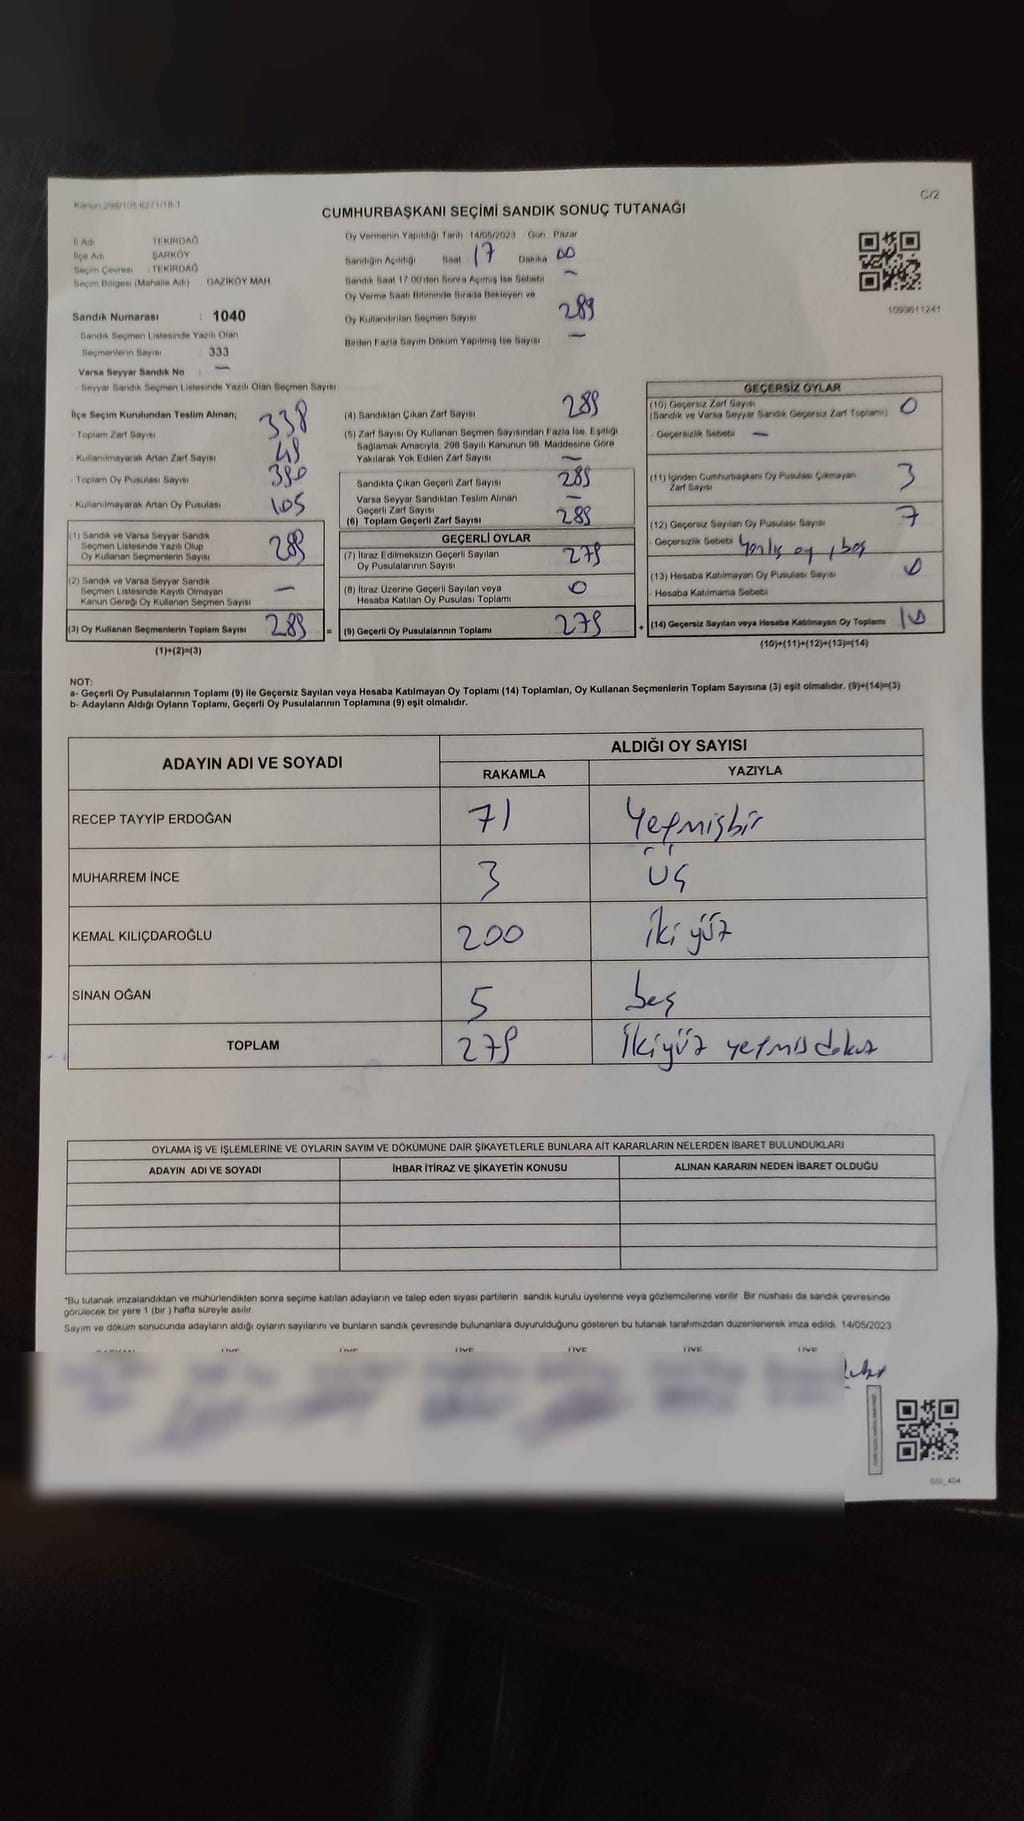 Kanun:298/105.6271/18.1
C/2
CUMHURBAŞKANI SEÇİMİ SANDIK SONUÇ TUTANAĞI
İl Adı TEKİRDAĞ
İlçe Adı ŞARKÖY
Seçim Çevresi : TEKİRDAĞ
Seçim Bölgesi (Mahalle Adı) GAZİKÖY MAH.
Sandık Numarası : 1040
Sandık Seçmen Listesinde Yazılı Olan
Seçmenlerin Sayısı 333
Varsa Seyyar Sandık No : —
Seyyar Sandık Seçmen Listesinde Yazılı Olan Seçmen Sayısı
Oy Vermenin Yapıldığı Tarih 14/05/2023 Gün Pazar
Sandığın Açıldığı Saat : 17 Dakika 00
Sandık Saat 17.00'den Sonra Açılmış İse Sebebi —
Oy Verme Saati Bitiminde Sırada Bekleyen ve
Oy Kullandırılan Seçmen Sayısı 289
Birden Fazla Sayım Döküm Yapılmış İse Sayısı —
1093611241
İlçe Seçim Kurulundan Teslim Alınan;
Toplam Zarf Sayısı 338
Kullanılmayarak Artan Zarf Sayısı 49
Toplam Oy Pusulası Sayısı
Kullanılmayarak Artan Oy Pusulası 105
(1) Sandık ve Varsa Seyyar Sandık
Seçmen Listesinde Yazılı Olup
Oy Kullanan Seçmenlerin Sayısı 289
(2) Sandık ve Varsa Seyyar Sandık
Seçmen Listesinde Kayıtlı Olmayan
Kanun Gereği Oy Kullanan Seçmen Sayısı —
(3) Oy Kullanan Seçmenlerin Toplam Sayısı 289 =
(1)+(2)=(3)
(4) Sandıktan Çıkan Zarf Sayısı 289
(5) Zarf Sayısı Oy Kullanan Seçmen Sayısından Fazla İse, Eşitliği
Sağlamak Amacıyla, 298 Sayılı Kanunun 98. Maddesine Göre
Yakılarak Yok Edilen Zarf Sayısı —
Sandıkta Çıkan Geçerli Zarf Sayısı 289
Varsa Seyyar Sandıktan Teslim Alınan
Geçerli Zarf Sayısı —
(6) Toplam Geçerli Zarf Sayısı 289
GEÇERLİ OYLAR
(7) İtiraz Edilmeksizin Geçerli Sayılan
Oy Pusulalarının Sayısı 279
(8) İtiraz Üzerine Geçerli Sayılan veya
Hesaba Katılan Oy Pusulası Toplamı 0
(9) Geçerli Oy Pusulalarının Toplamı 279 +
GEÇERSİZ OYLAR
(10) Geçersiz Zarf Sayısı
(Sandık ve Varsa Seyyar Sandık Geçersiz Zarf Toplamı) 0
- Geçersizlik Sebebi —
(11) İçinden Cumhurbaşkanı Oy Pusulası Çıkmayan
Zarf Sayısı 3
(12) Geçersiz Sayılan Oy Pusulası Sayısı 7
- Geçersizlik Sebebi Yanlış oy, boş
(13) Hesaba Katılmayan Oy Pusulası Sayısı 0
- Hesaba Katılmama Sebebi
(14) Geçersiz Sayılan veya Hesaba Katılmayan Oy Toplamı 10
(10)+(11)+(12)+(13)=(14)
NOT:
a- Geçerli Oy Pusulalarının Toplamı (9) ile Geçersiz Sayılan veya Hesaba Katılmayan Oy Toplamı (14) Toplamları, Oy Kullanan Seçmenlerin Toplam Sayısına (3) eşit olmalıdır. (9)+(14)=(3)
b- Adayların Aldığı Oyların Toplamı, Geçerli Oy Pusulalarının Toplamına (9) eşit olmalıdır.
ADAYIN ADI VE SOYADI
ALDIĞI OY SAYISI
RAKAMLA YAZIYLA
RECEP TAYYİP ERDOĞAN 71 Yetmişbir
MUHARREM İNCE 3 üç
KEMAL KILIÇDAROĞLU 200 İki yüz
SİNAN OĞAN 5 beş
TOPLAM 279 İkiyüz yetmiş dokuz
OYLAMA İŞ VE İŞLEMLERİNE VE OYLARIN SAYIM VE DÖKÜMÜNE DAİR ŞİKAYETLERLE BUNLARA AİT KARARLARIN NELERDEN İBARET BULUNDUKLARI
ADAYIN ADI VE SOYADI İHBAR İTİRAZ VE ŞİKAYETİN KONUSU ALINAN KARARIN NEDEN İBARET OLDUĞU
*Bu tutanak imzalandıktan ve mühürlendikten sonra seçime katılan adayların ve talep eden siyasi partilerin sandık kurulu üyelerine veya gözlemcilerine verilir. Bir nüshası da sandık çevresinde
görülecek bir yere 1 (bir ) hafta süreyle asılır.
Sayım ve döküm sonucunda adayların aldığı oyların sayılarını ve bunların sandık çevresinde bulunanlara duyurulduğunu gösteren bu tutanak tarafımızdan düzenlenerek imza edildi. 14/05/2023